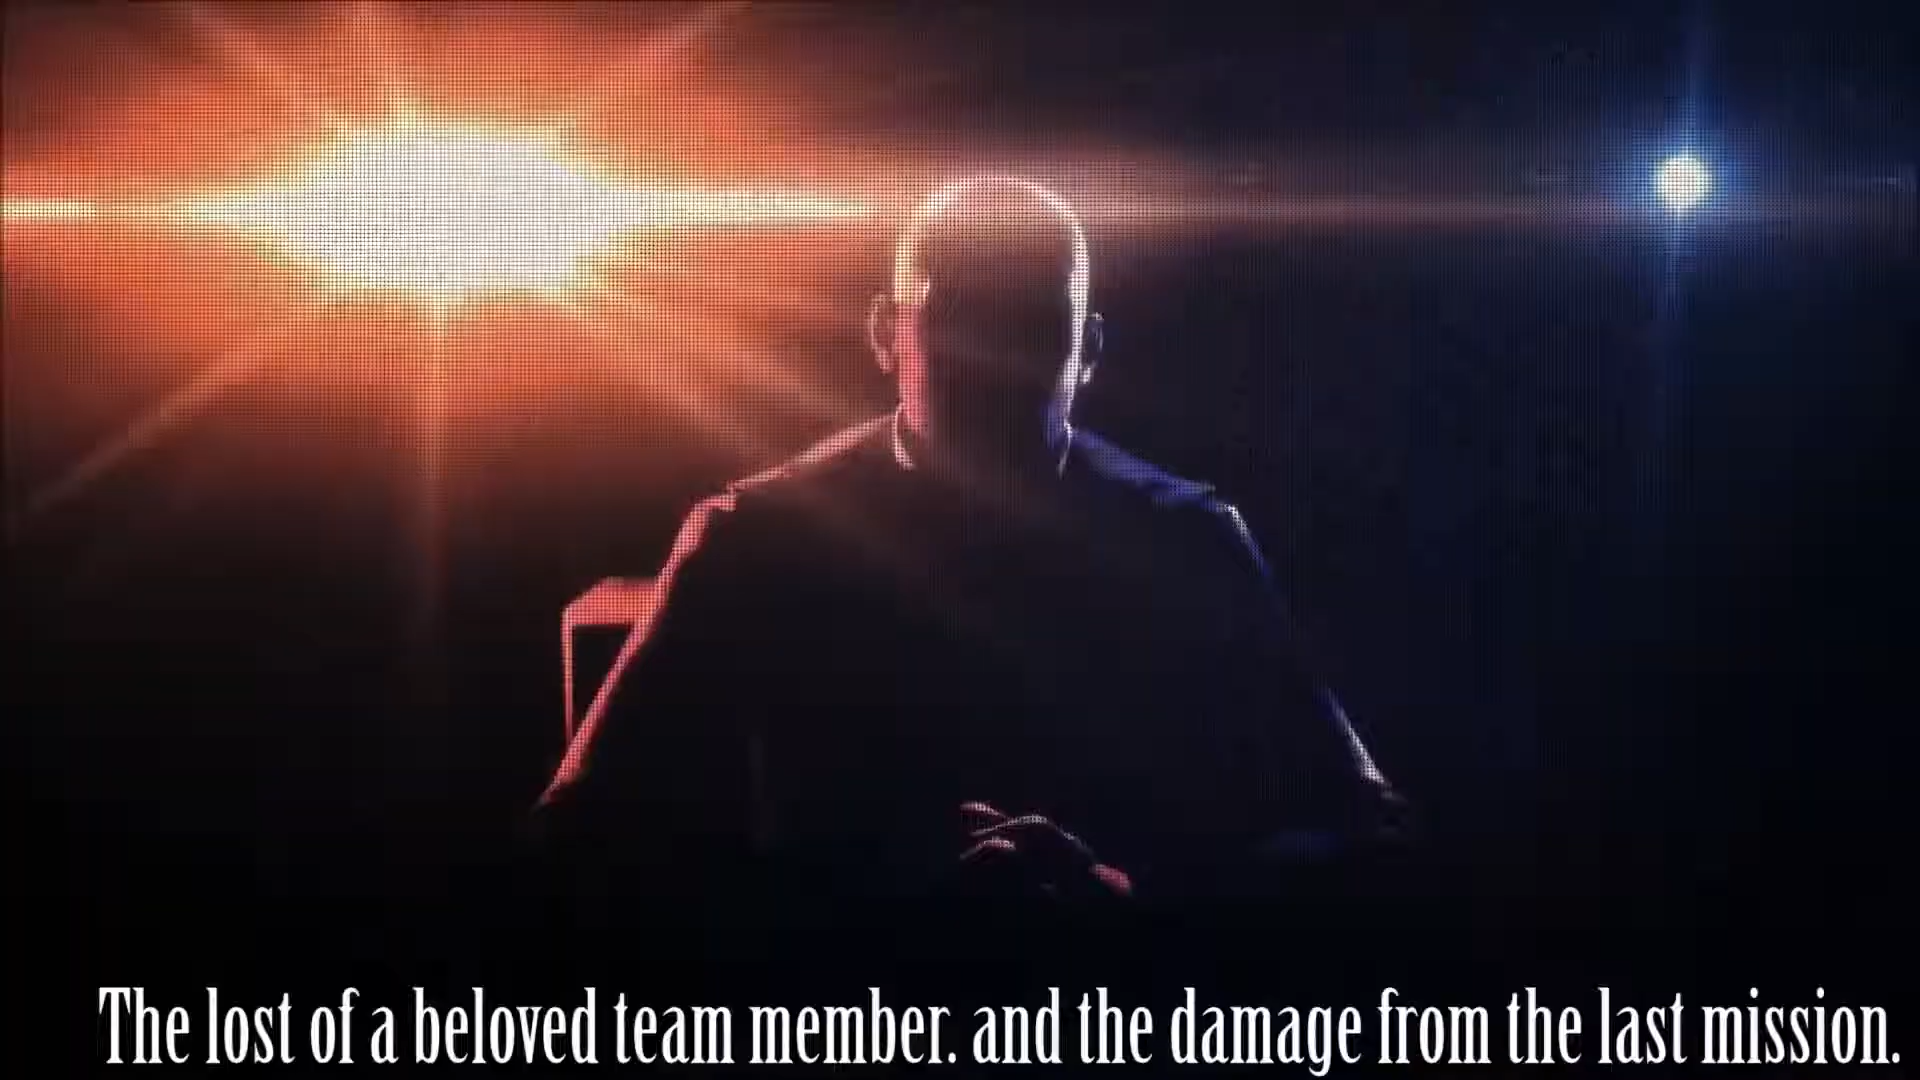 The lost of a beloved team member. and the damage from the last mission.